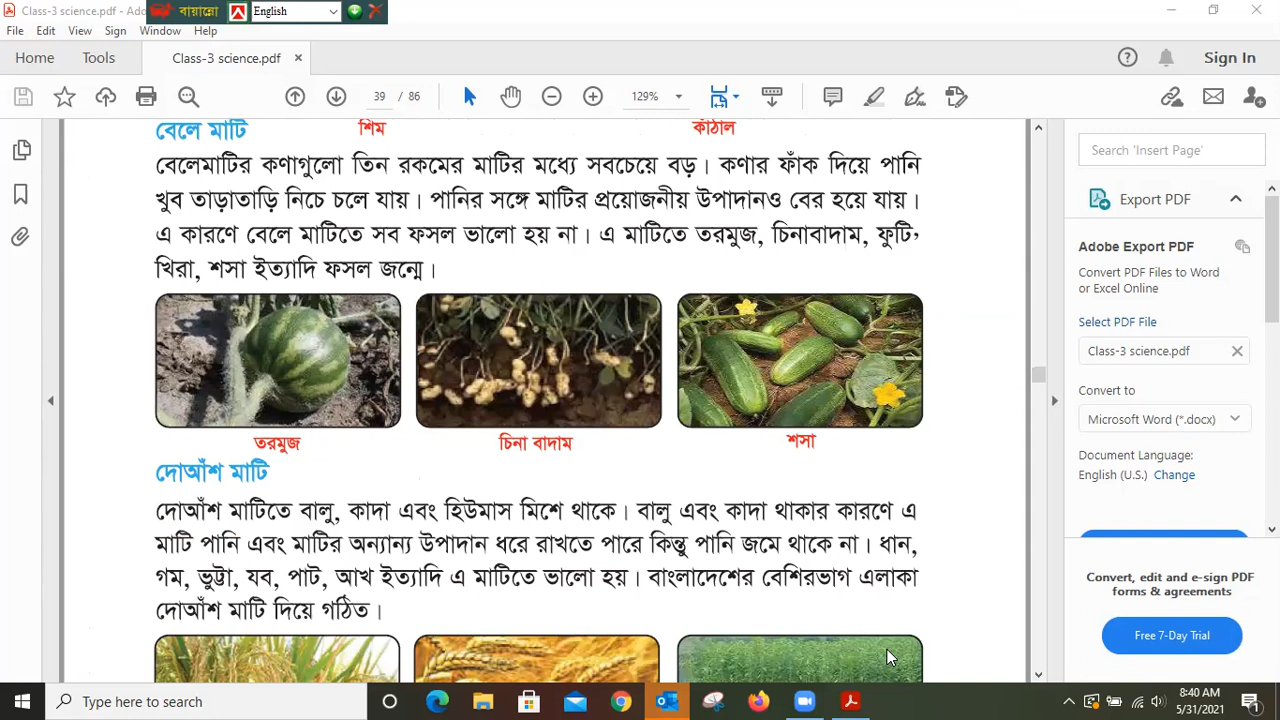 Class-3 science.pdf - Ado
বায়ান্নো
English
File Edit View Sign Window Help
Home Tools Class-3 science.pdf Sign In
39 / 86 129%
শিম কাঁঠাল
বেলে মাটি
বেলেমাটির কণাগুলো তিন রকমের মাটির মধ্যে সবচেয়ে বড়। কণার ফাঁক দিয়ে পানি
খুব তাড়াতাড়ি নিচে চলে যায়। পানির সঙ্গে মাটির প্রয়োজনীয় উপাদানও বের হয়ে যায়।
এ কারণে বেলে মাটিতে সব ফসল ভালো হয় না। এ মাটিতে তরমুজ, চিনাবাদাম, ফুটি,
খিরা, শসা ইত্যাদি ফসল জন্মে।
তরমুজ চিনা বাদাম শসা
দোআঁশ মাটি
দোআঁশ মাটিতে বালু, কাদা এবং হিউমাস মিশে থাকে। বালু এবং কাদা থাকার কারণে এ
মাটি পানি এবং মাটির অন্যান্য উপাদান ধরে রাখতে পারে কিন্তু পানি জমে থাকে না। ধান,
গম, ভুট্টা, যব, পাট, আখ ইত্যাদি এ মাটিতে ভালো হয়। বাংলাদেশের বেশিরভাগ এলাকা
দোআঁশ মাটি দিয়ে গঠিত।
Search 'Insert Page'
Export PDF
Adobe Export PDF
Convert PDF Files to Word
or Excel Online
Select PDF File
Class-3 science.pdf
Convert to
Microsoft Word (*.docx)
Document Language:
English (U.S.) Change
Convert, edit and e-sign PDF
forms & agreements
Free 7-Day Trial
Type here to search
8:40 AM
5/31/2021